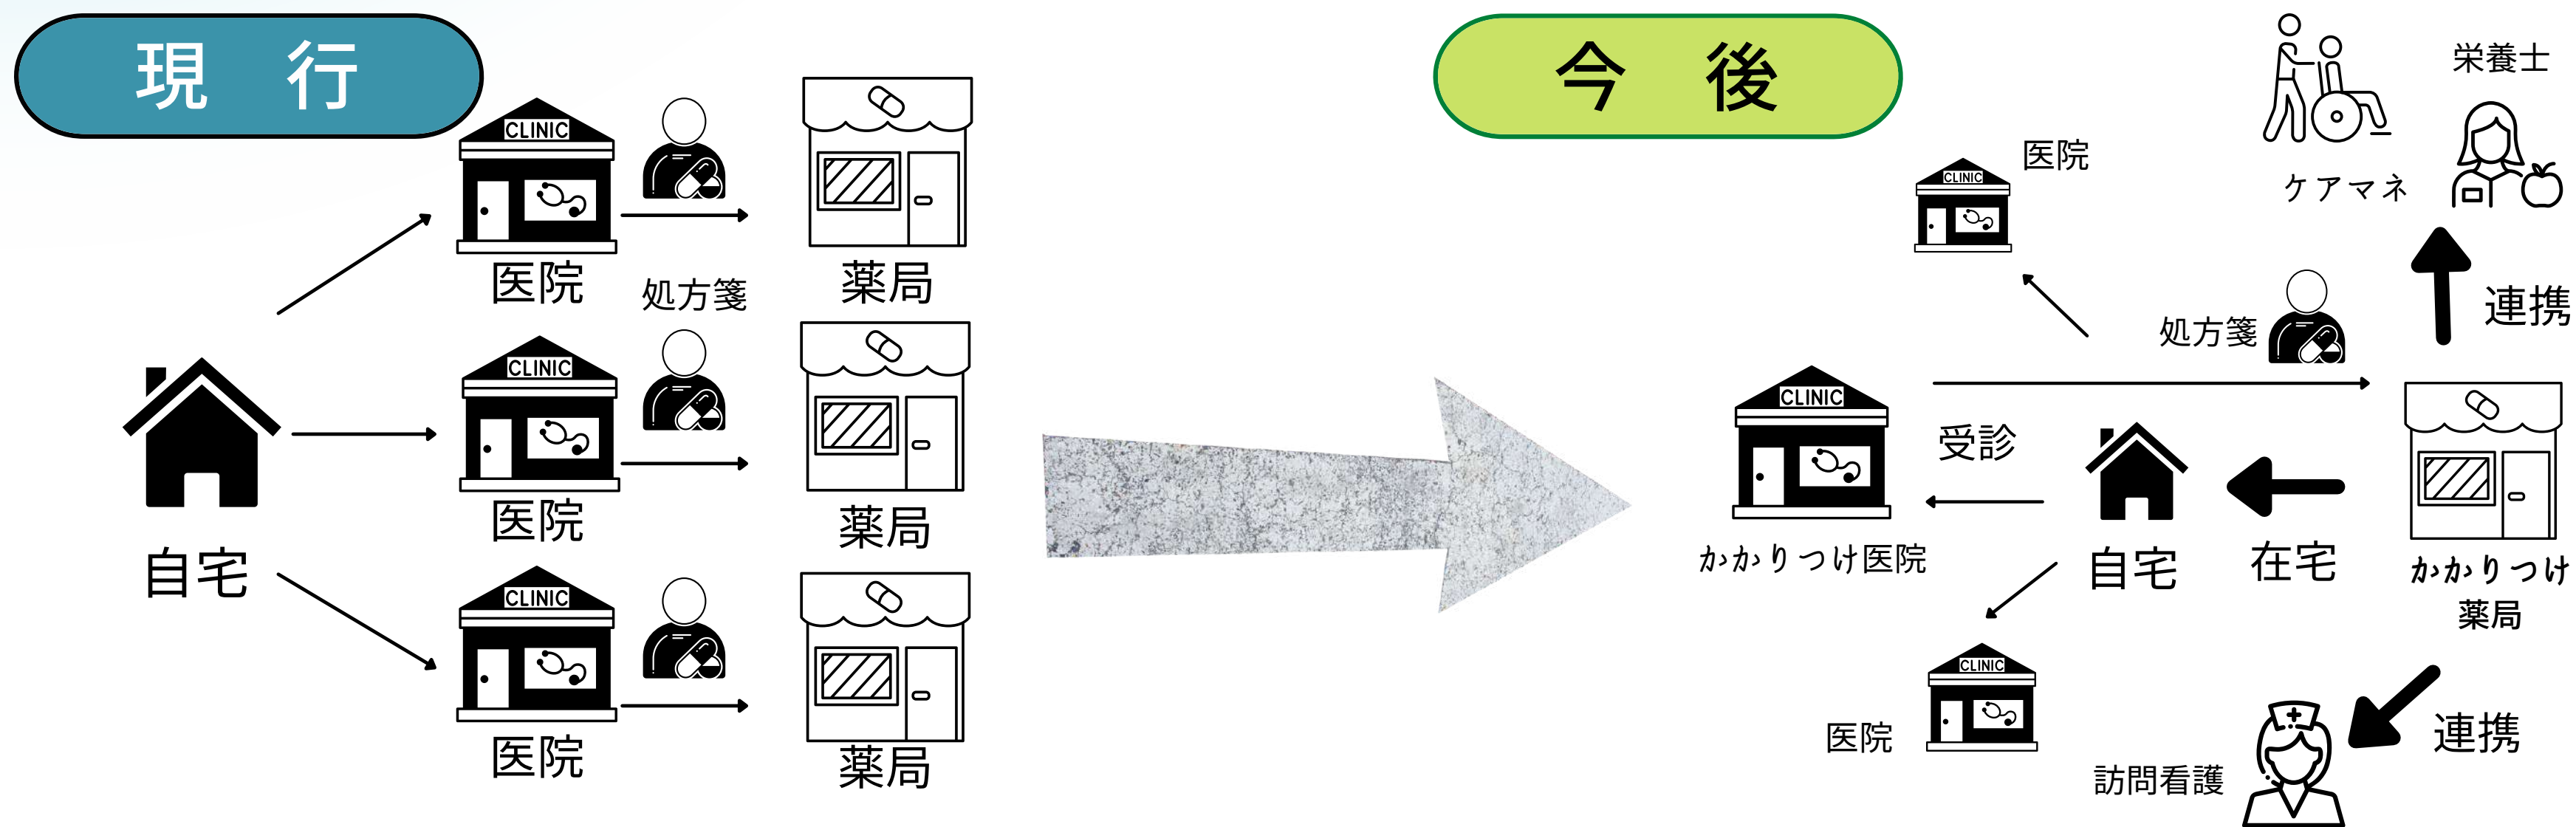 現　行
CLINIC
医院
処方箋
薬局
CLINIC
医院
薬局
自宅
CLINIC
医院
薬局
今　後
栄養士
ケアマネ
CLINIC
医院
連携
処方箋
CLINIC
かかりつけ医院
受診
自宅
在宅
かかりつけ
薬局
CLINIC
医院
連携
訪問看護